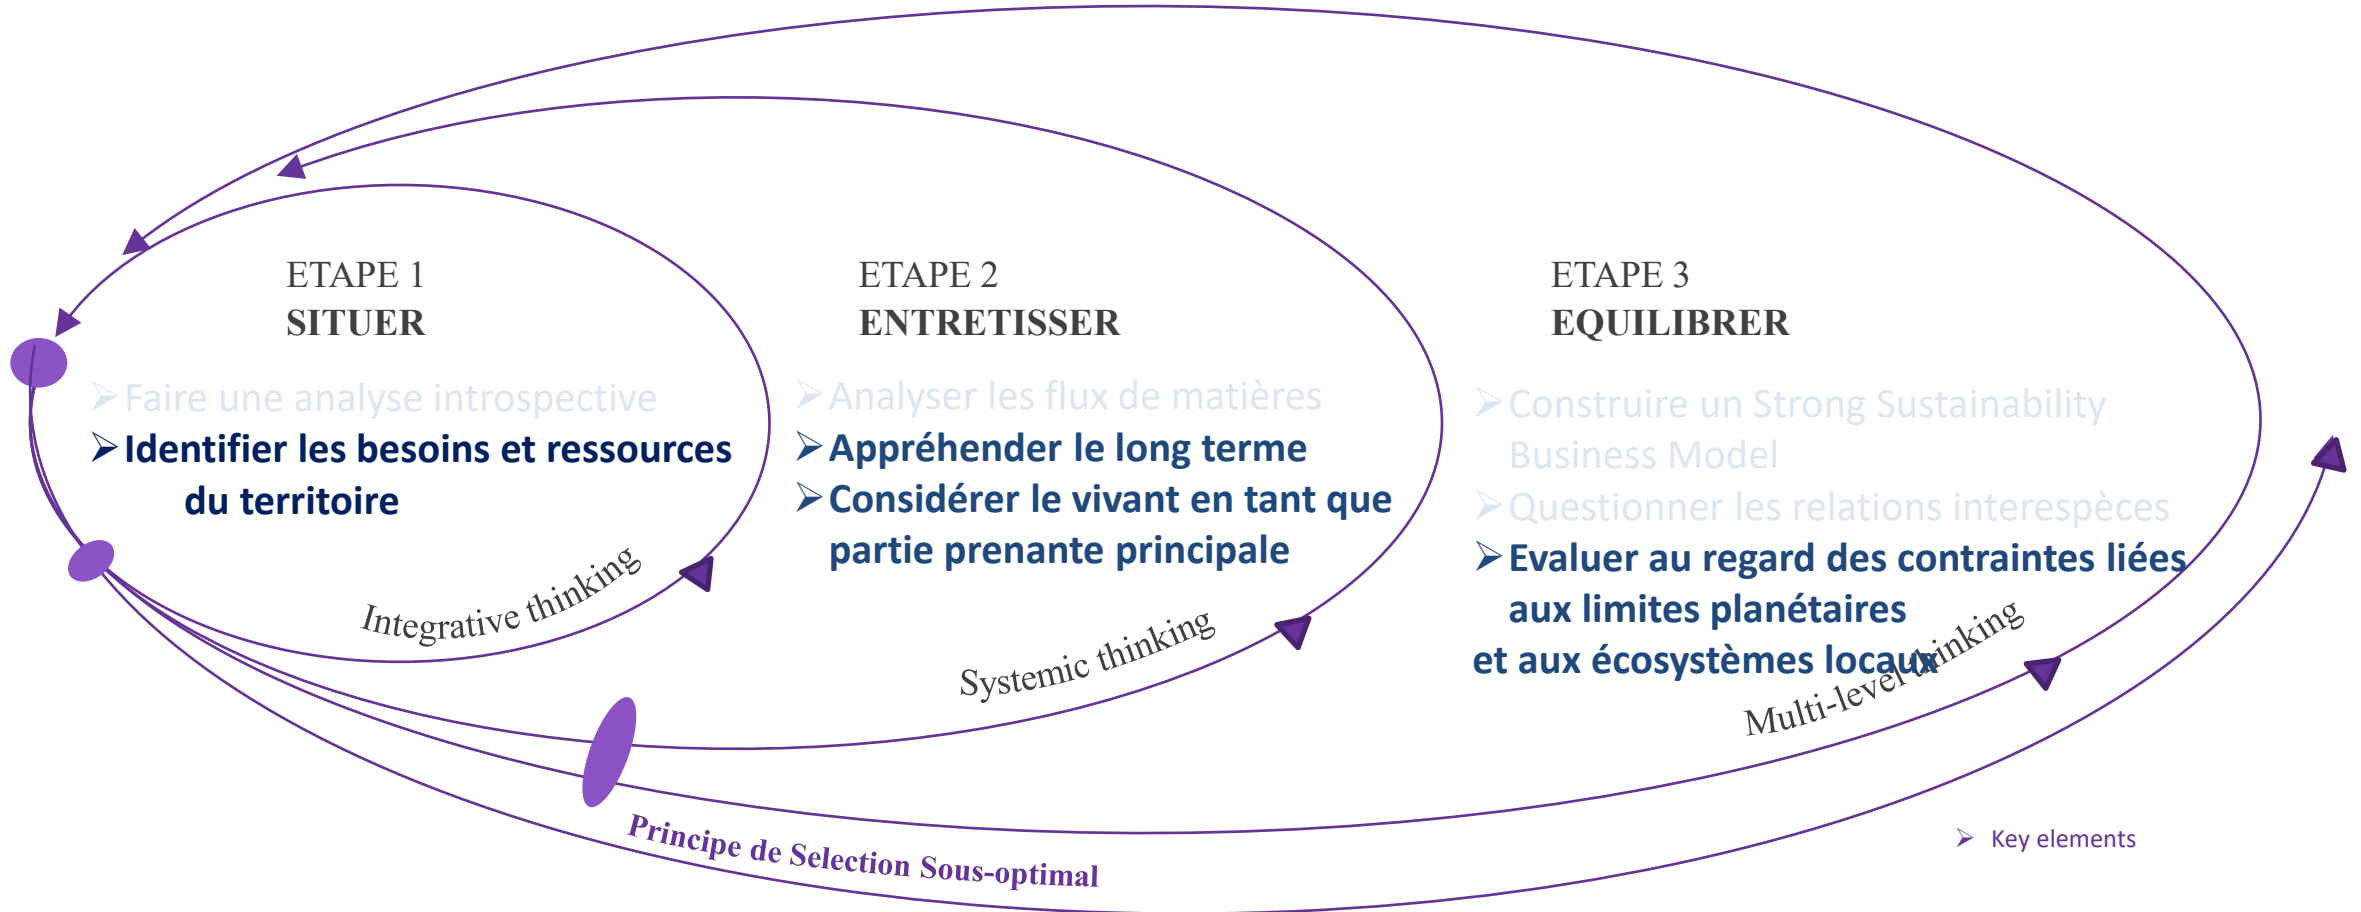 ETAPE 1
SITUER
➢Faire une analyse introspective
➢Identifier les besoins et ressources
du territoire
Integrative thinking
ETAPE 2
ENTRETISSER
➢Analyser les flux de matières
➢Appréhender le long terme
➢Considérer le vivant en tant que
partie prenante principale
Systemic thinking
ETAPE 3
EQUILIBRER
➢Construire un Strong Sustainability
Business Model
➢Questionner les relations interespèces
➢Evaluer au regard des contraintes liées
aux limites planétaires
et aux écosystèmes locaux
Multi-level thinking
Principe de Selection Sous-optimal
➢ Key elements